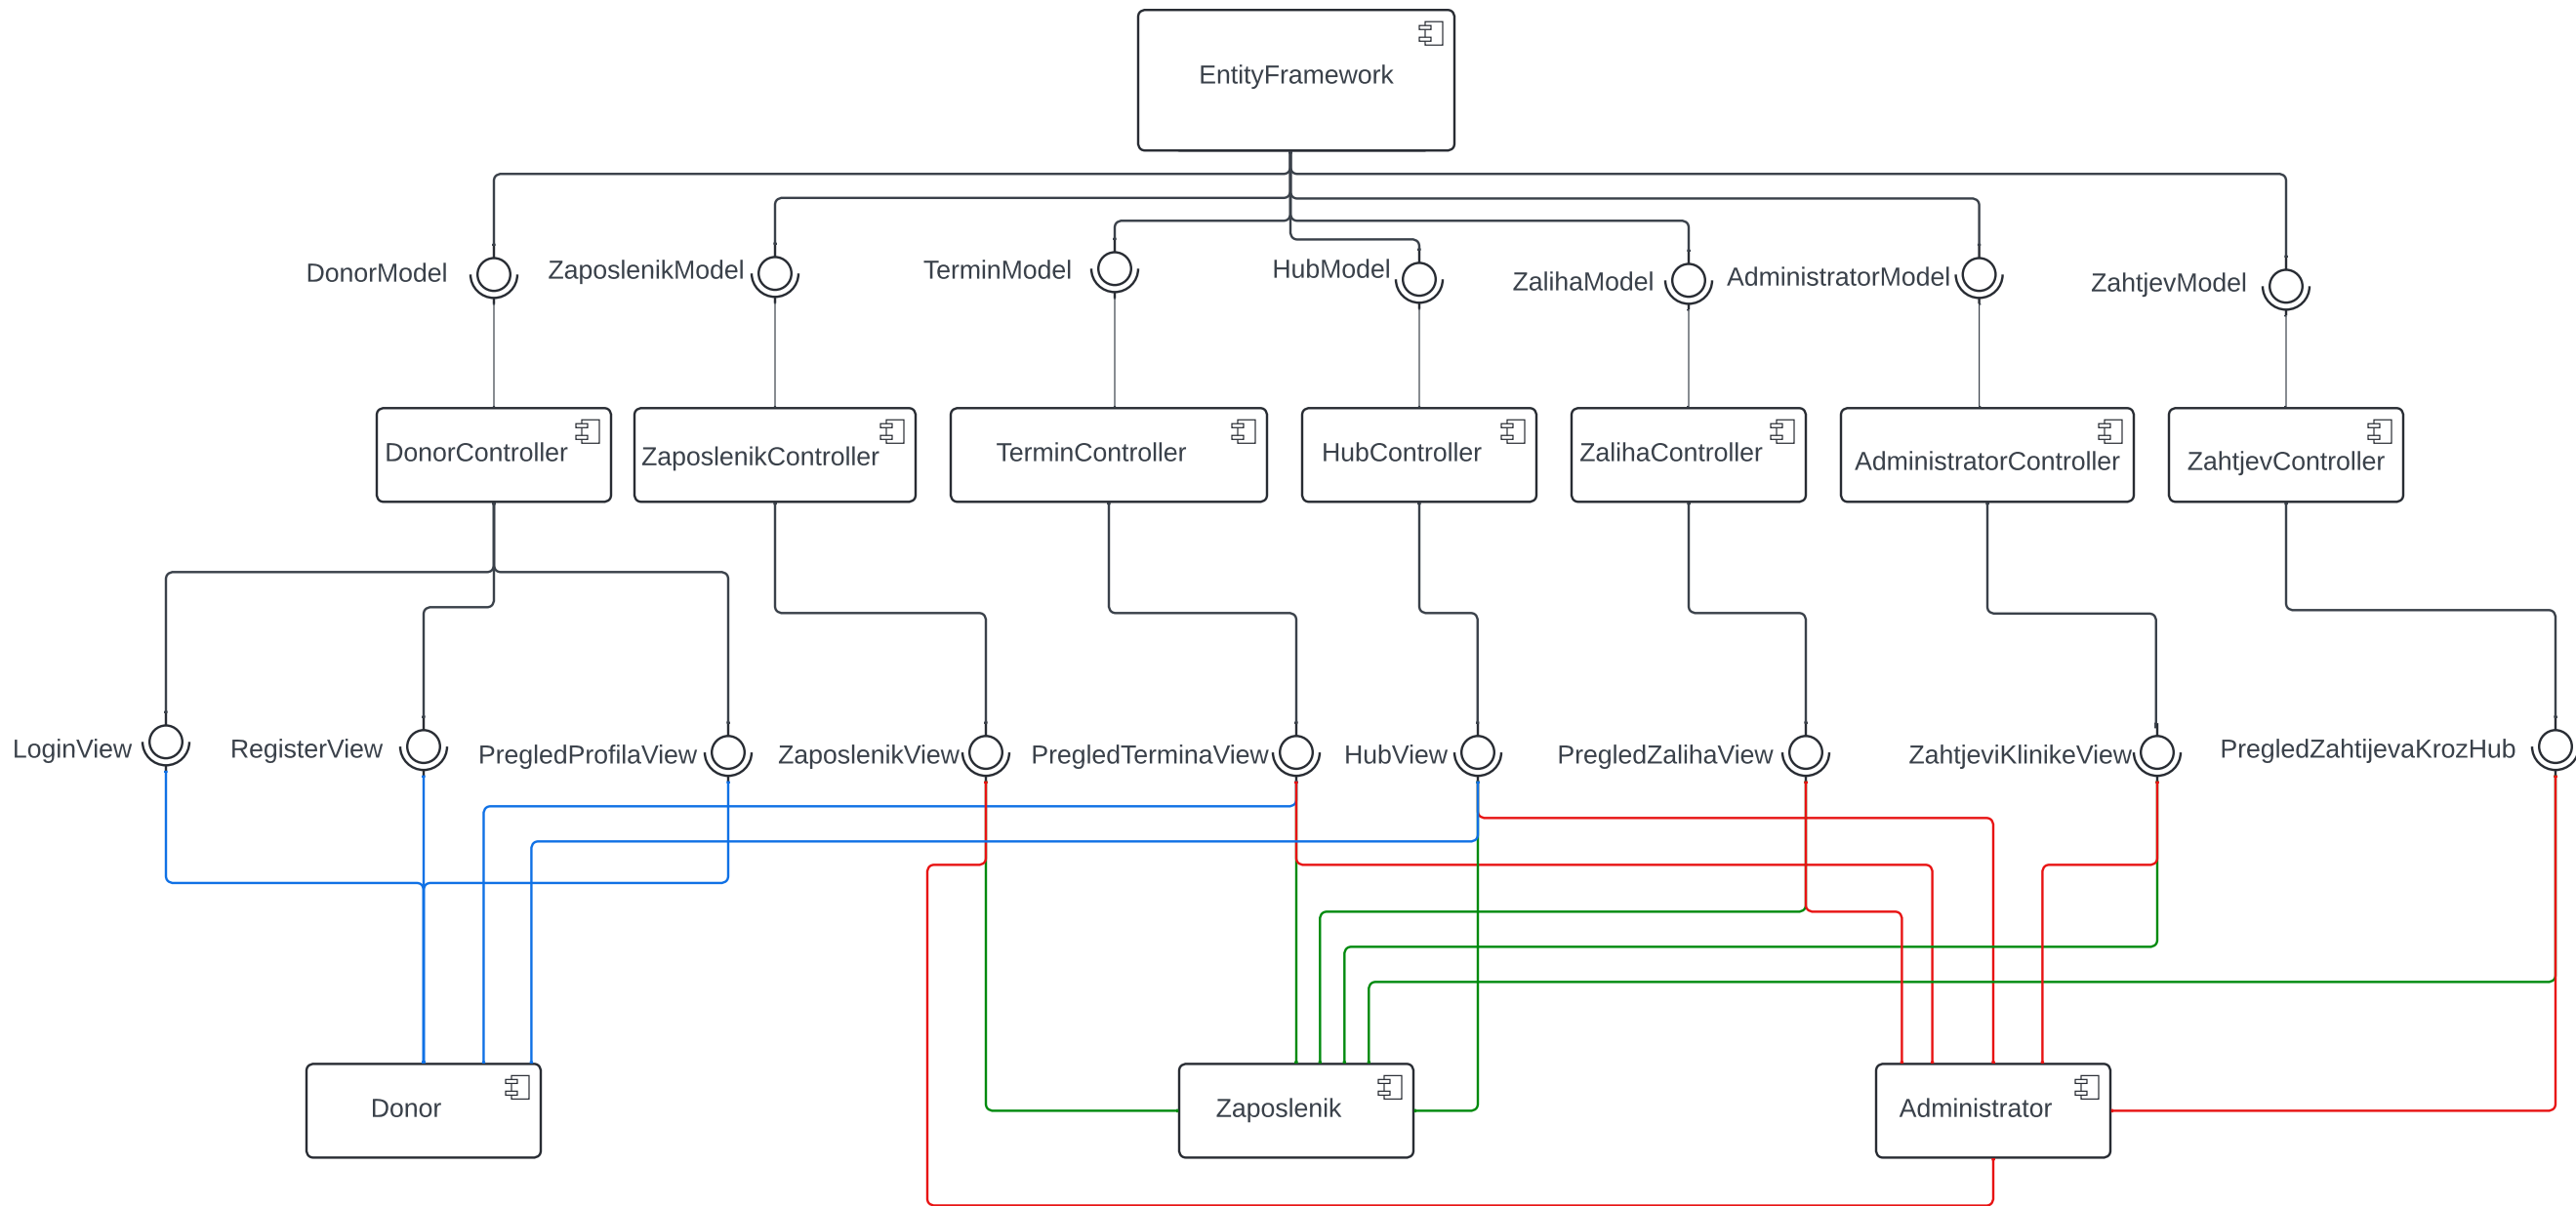 EntityFramework
DonorModel
ZaposlenikModel
TerminModel
HubModel
ZalihaModel
AdministratorModel
ZahtjevModel
DonorController
ZaposlenikController
TerminController
HubController
ZalihaController
AdministratorController
ZahtjevController
LoginView
RegisterView
PregledProfilaView
ZaposlenikView
PregledTerminaView
HubView
PregledZalihaView
ZahtjeviKlinikeView
PregledZahtijevaKrozHub
Donor
Zaposlenik
Administrator